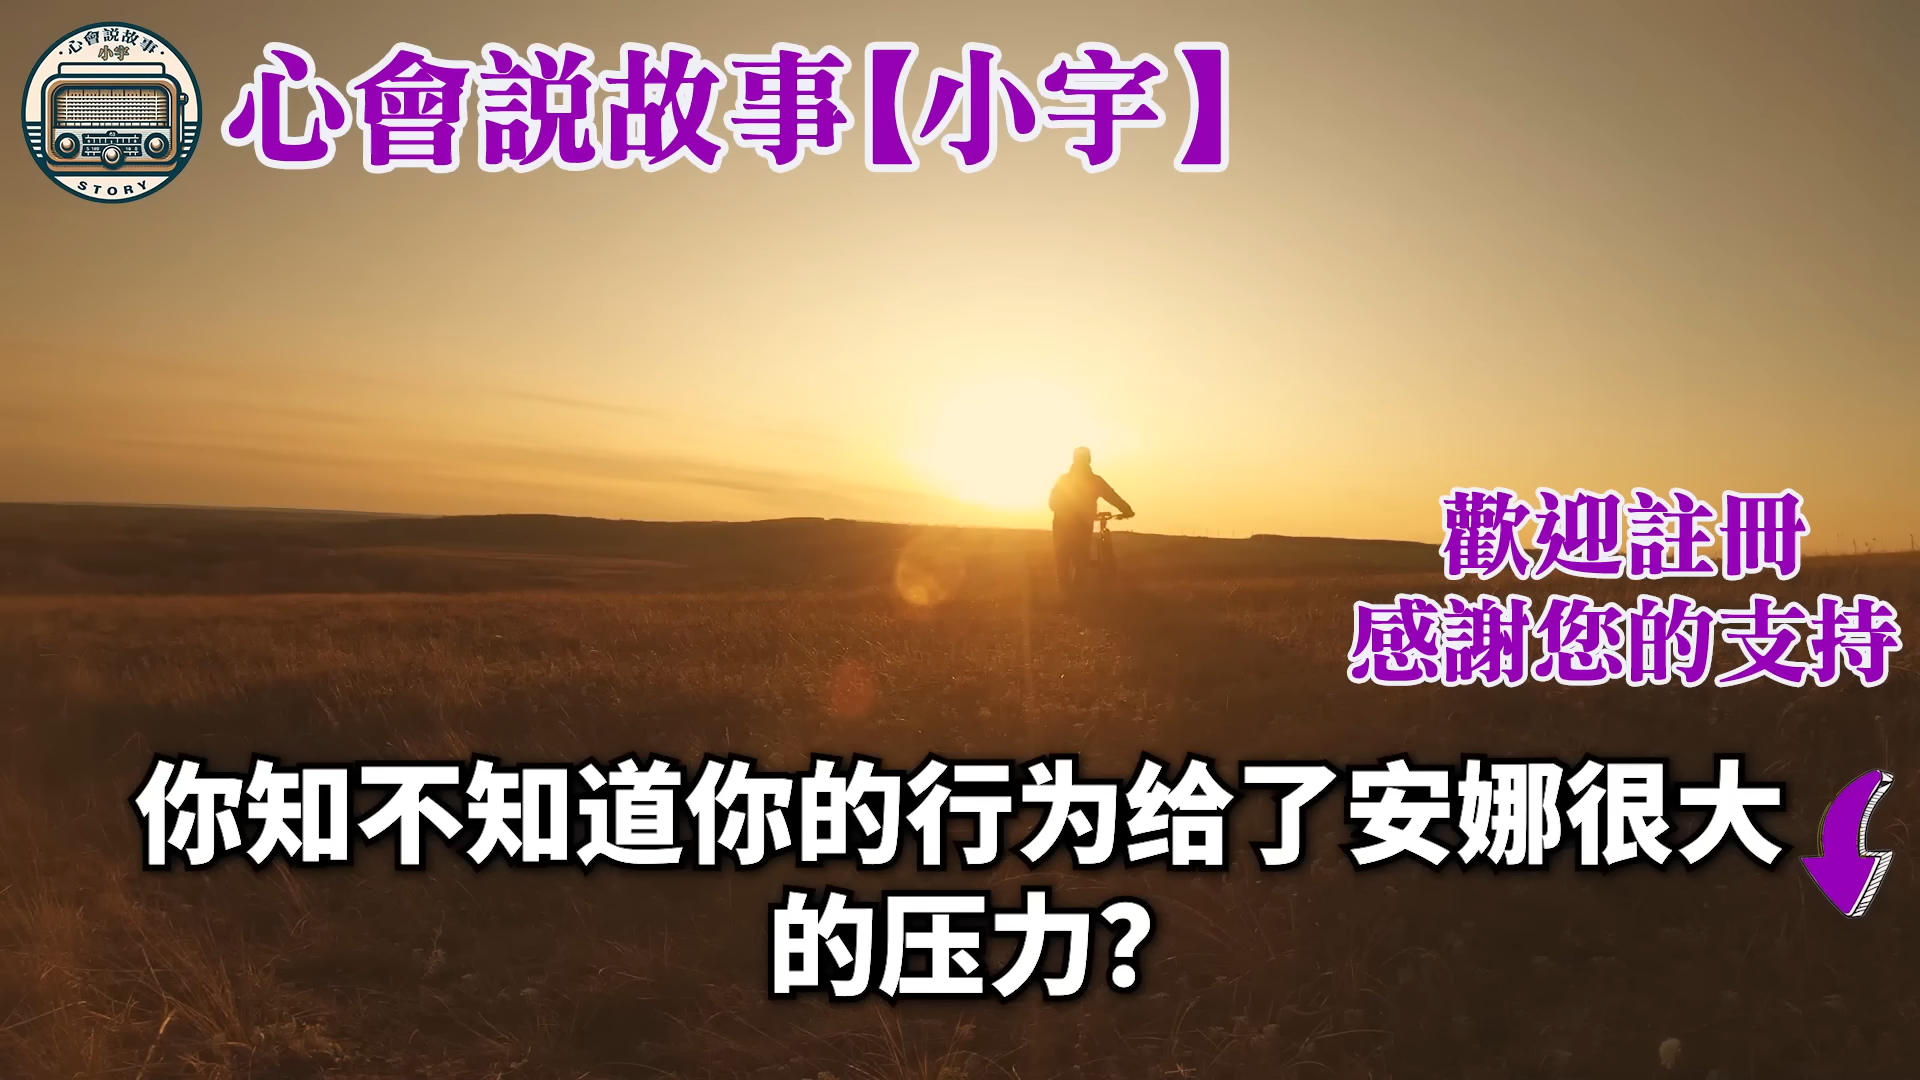 心會説故事
小宇
STORY
心會説故事【小宇】
歡迎註冊
感謝您的支持
你知不知道你的行为给了安娜很大
的压力?